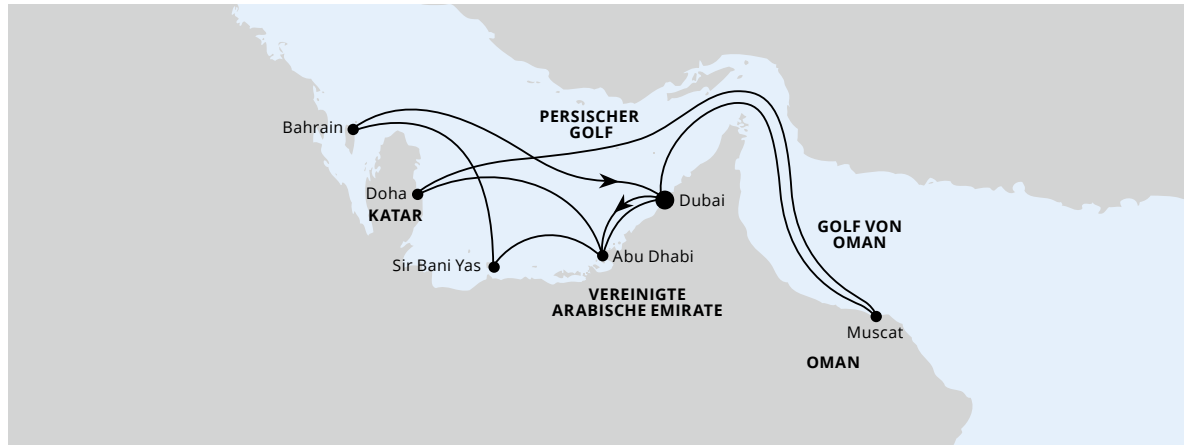 PERSISCHER
GOLF
Bahrain
Doha
KATAR
Dubai
GOLF VON
OMAN
Abu Dhabi
Sir Bani Yas
VEREINIGTE
ARABISCHE EMIRATE
Muscat
OMAN